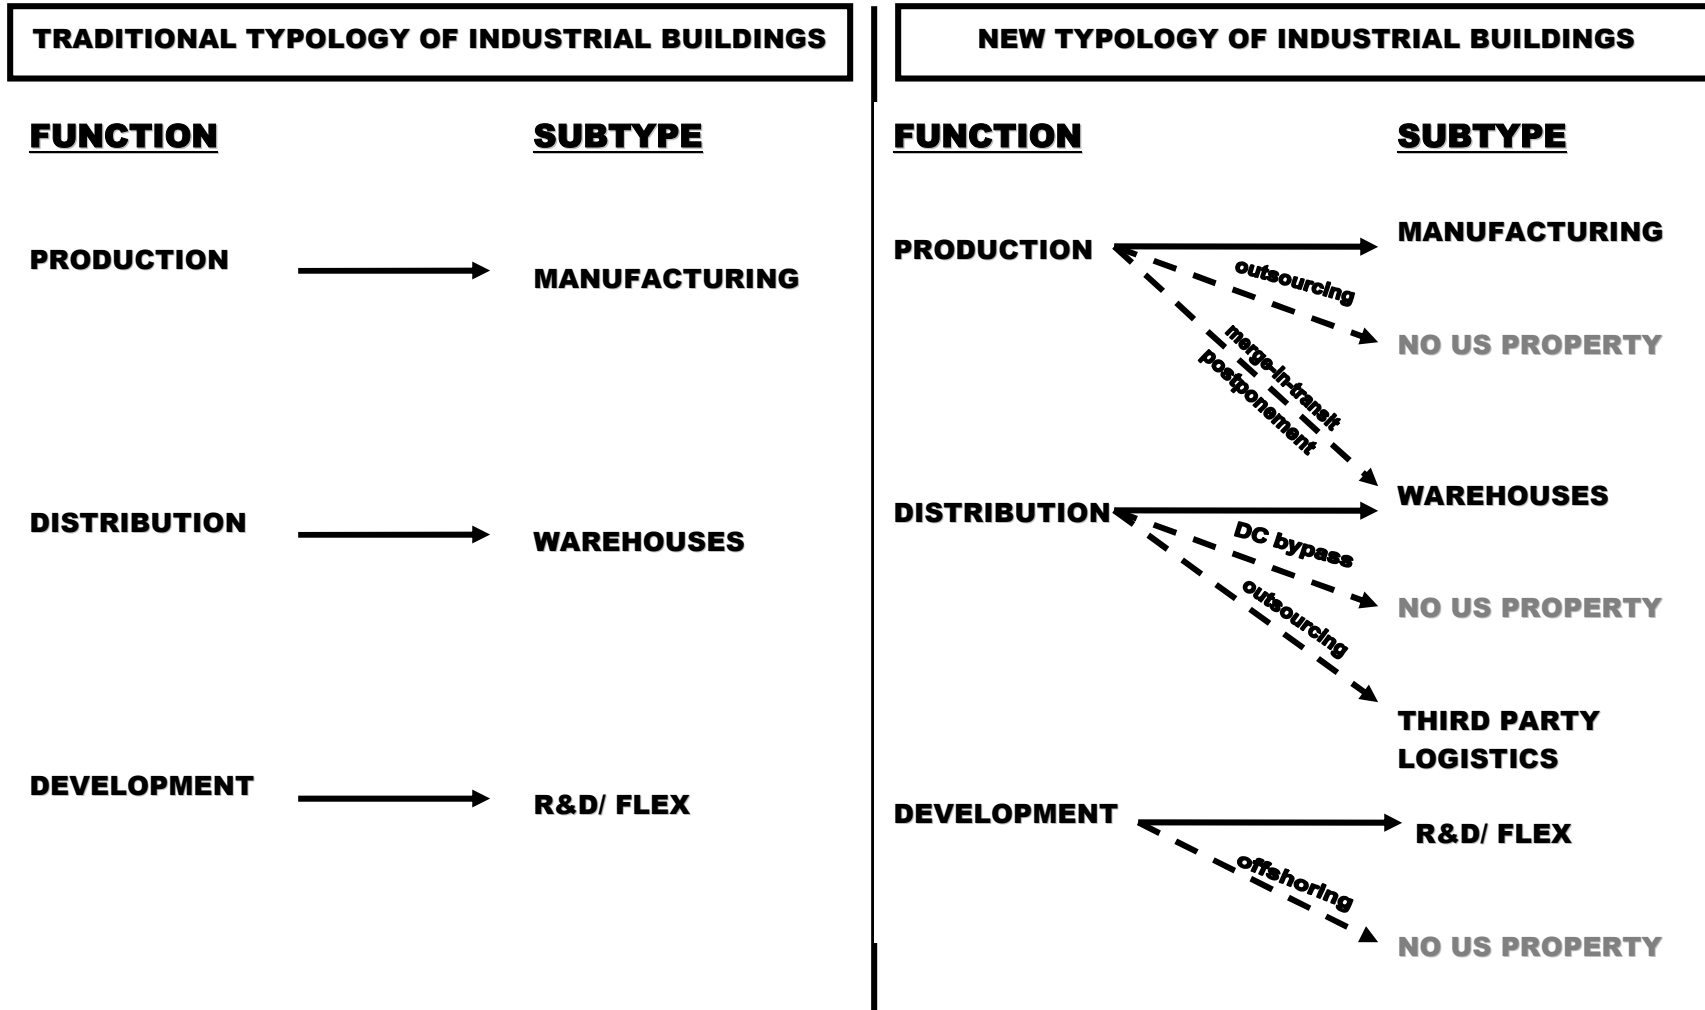 TRADITIONAL TYPOLOGY OF INDUSTRIAL BUILDINGS
FUNCTION
SUBTYPE
PRODUCTION
MANUFACTURING
DISTRIBUTION
WAREHOUSES
DEVELOPMENT
R&D/ FLEX
NEW TYPOLOGY OF INDUSTRIAL BUILDINGS
FUNCTION
SUBTYPE
PRODUCTION
MANUFACTURING
outsourcing
NO US PROPERTY
merge-in-transit
postponement
DISTRIBUTION
WAREHOUSES
DC bypass
NO US PROPERTY
outsourcing
THIRD PARTY
LOGISTICS
DEVELOPMENT
R&D/ FLEX
offshoring
NO US PROPERTY